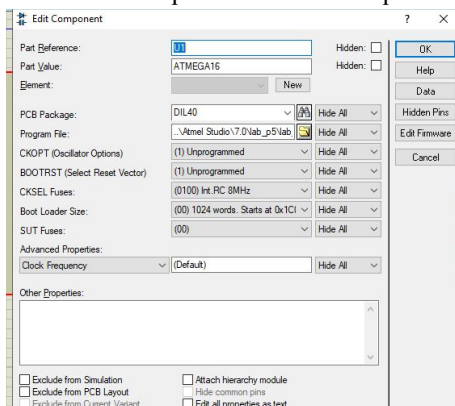 Edit Component ? ×
Part Reference: U1 Hidden: OK
Part Value: ATMEGA16 Hidden: Help
Element: New Data
PCB Package: DIL40 Hide All Hidden Pins
Program File: ..\Atmel Studio\7.0\lab_p5\lab Hide All Edit Firmware
CKOPT (Oscillator Options) (1) Unprogrammed Hide All Cancel
BOOTRST (Select Reset Vector) (1) Unprogrammed Hide All
CKSEL Fuses: (0100) Int.RC 8MHz Hide All
Boot Loader Size: (00) 1024 words. Starts at 0x1C Hide All
SUT Fuses: (00) Hide All
Advanced Properties:
Clock Frequency (Default) Hide All
Other Properties:
Exclude from Simulation Attach hierarchy module
Exclude from PCB Layout Hide common pins
Exclude from Current Variant Edit all properties as text